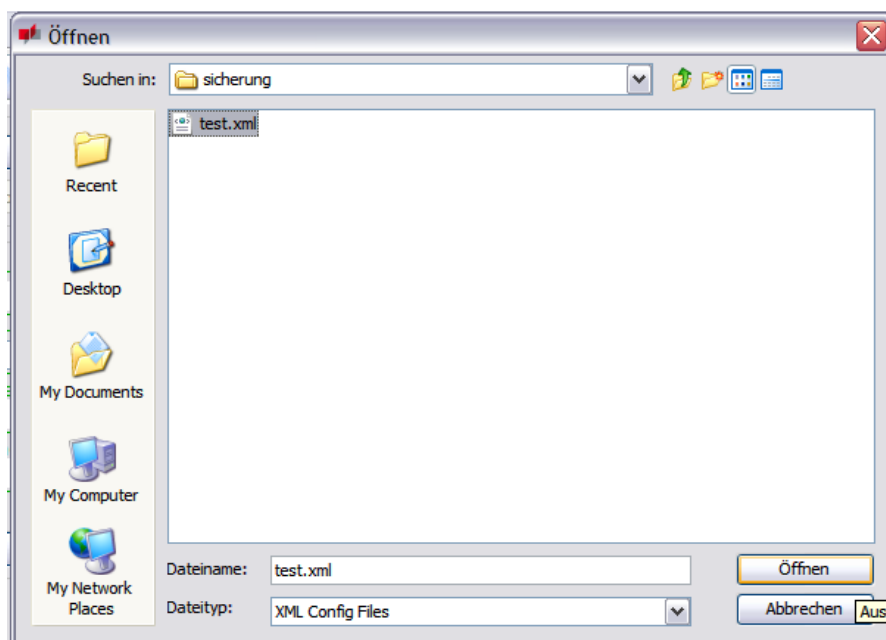 Öffnen
Suchen in:
sicherung
test.xml
Recent
Desktop
My Documents
My Computer
My Network
Places
Dateiname:
test.xml
Öffnen
Dateityp:
XML Config Files
Abbrechen
Aus